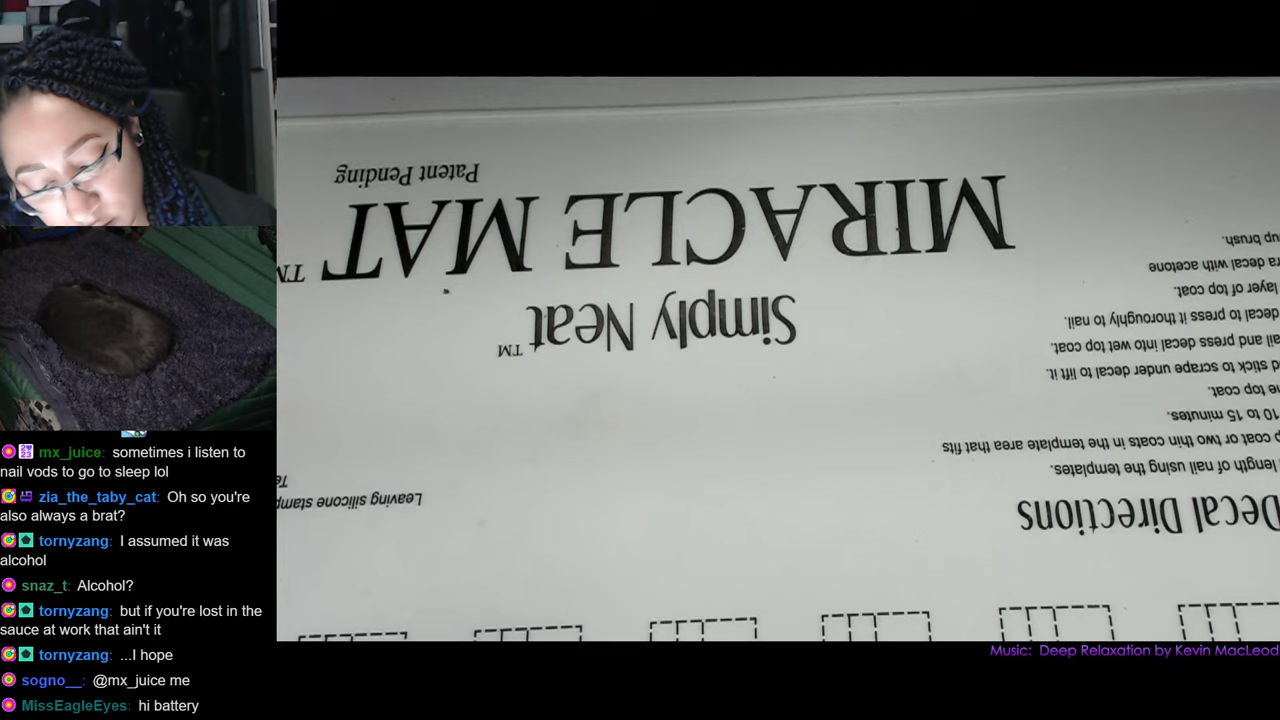 MIRACLE MAT™
Patent Pending
Simply Neat™
Decal Directions
length of nail using the templates.
coat or two thin coats in the template area that fits
10 to 15 minutes.
top coat.
stick to scrape under decal to lift it.
and press decal into wet top coat.
decal to press it thoroughly to nail.
layer of top coat.
decal with acetone
up brush.
Leaving silicone
mx_juice: sometimes i listen to
nail vods to go to sleep lol
zia_the_taby_cat: Oh so you're
also always a brat?
tornyzang: I assumed it was
alcohol
snaz_t: Alcohol?
tornyzang: but if you're lost in the
sauce at work that ain't it
tornyzang: ...I hope
sogno__: @mx_juice me
MissEagleEyes: hi battery
Music: Deep Relaxation by Kevin MacLeod